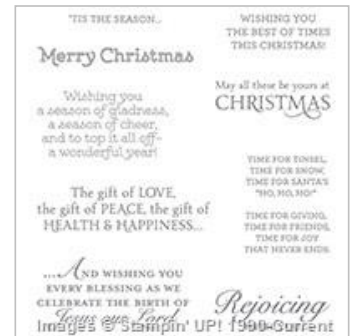 'TIS THE SEASON...
Merry Christmas
Wishing you
a season of gladness,
a season of cheer,
and to top it all off–
a wonderful year!
The gift of LOVE,
the gift of PEACE, the gift of
HEALTH & HAPPINESS...
...AND WISHING YOU
EVERY BLESSING AS WE
CELEBRATE THE BIRTH OF
Jesus our Lord
WISHING YOU
THE BEST OF TIMES
THIS CHRISTMAS!
May all these be yours at
CHRISTMAS
TIME FOR TINSEL,
TIME FOR SNOW,
TIME FOR SANTA'S
"HO, HO, HO!"
TIME FOR GIVING,
TIME FOR FRIENDS,
TIME FOR JOY
THAT NEVER ENDS.
Rejoicing
Images © Stampin' UP! 1990-Current